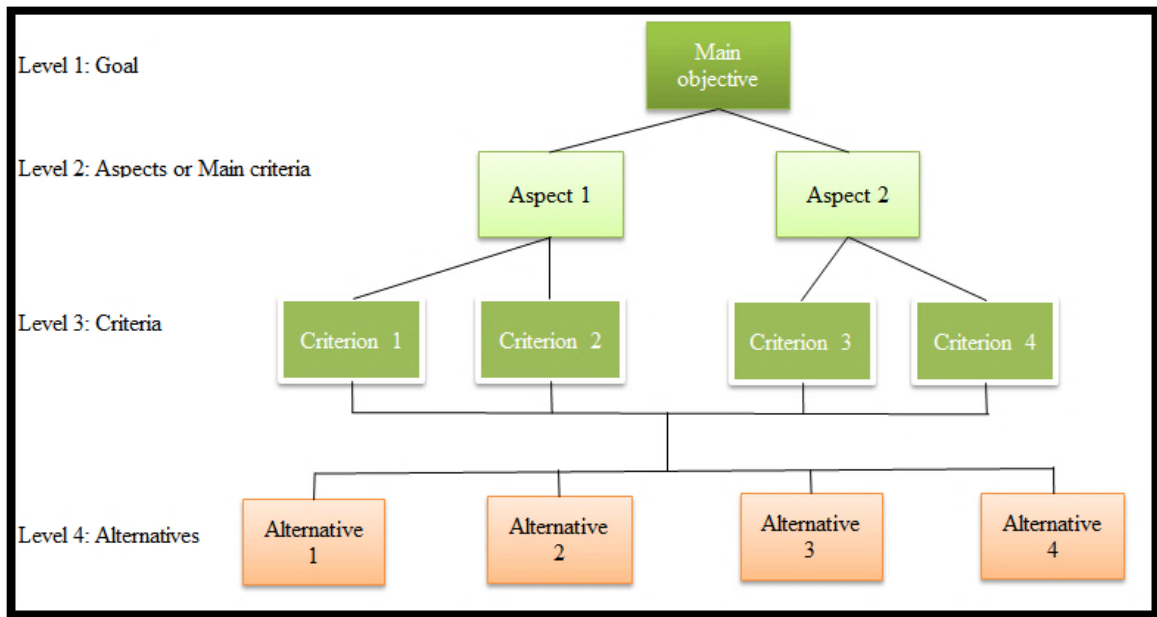 Level 1: Goal
Main
objective
Level 2: Aspects or Main criteria
Aspect 1
Aspect 2
Level 3: Criteria
Criterion 1
Criterion 2
Criterion 3
Criterion 4
Level 4: Alternatives
Alternative
1
Alternative
2
Alternative
3
Alternative
4